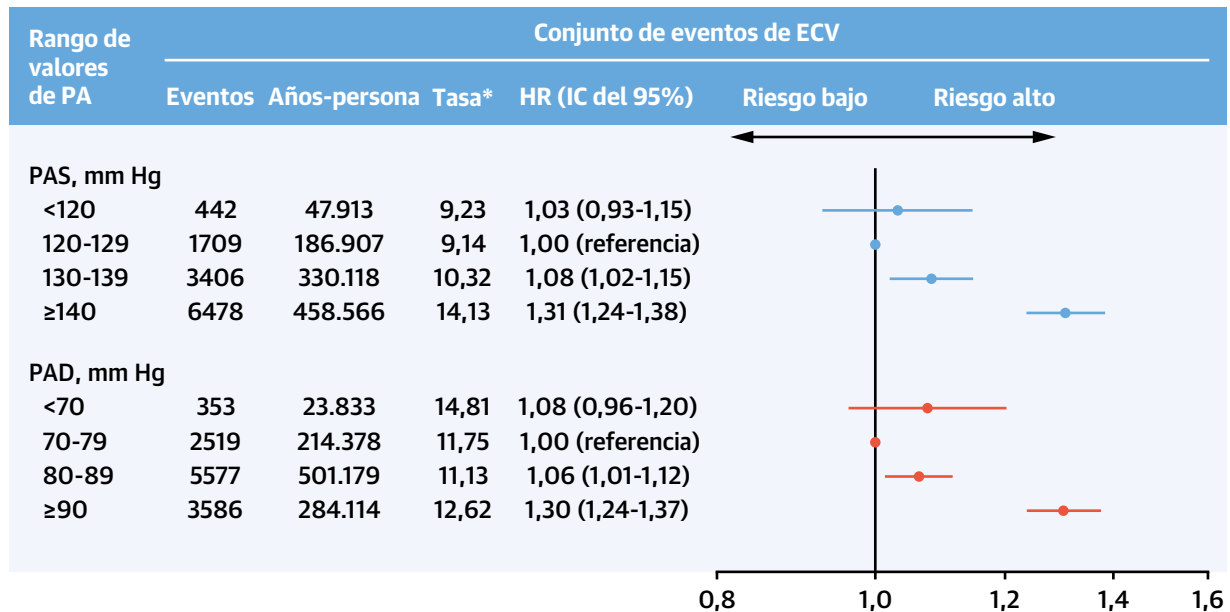 Conjunto de eventos de ECV
Rango de
valores
de PA Eventos Años-persona Tasa* HR (IC del 95%) Riesgo bajo Riesgo alto
PAS, mm Hg
<120 442 47.913 9,23 1,03 (0,93-1,15)
120-129 1709 186.907 9,14 1,00 (referencia)
130-139 3406 330.118 10,32 1,08 (1,02-1,15)
≥140 6478 458.566 14,13 1,31 (1,24-1,38)
PAD, mm Hg
<70 353 23.833 14,81 1,08 (0,96-1,20)
70-79 2519 214.378 11,75 1,00 (referencia)
80-89 5577 501.179 11,13 1,06 (1,01-1,12)
≥90 3586 284.114 12,62 1,30 (1,24-1,37)
0,8 1,0 1,2 1,4 1,6